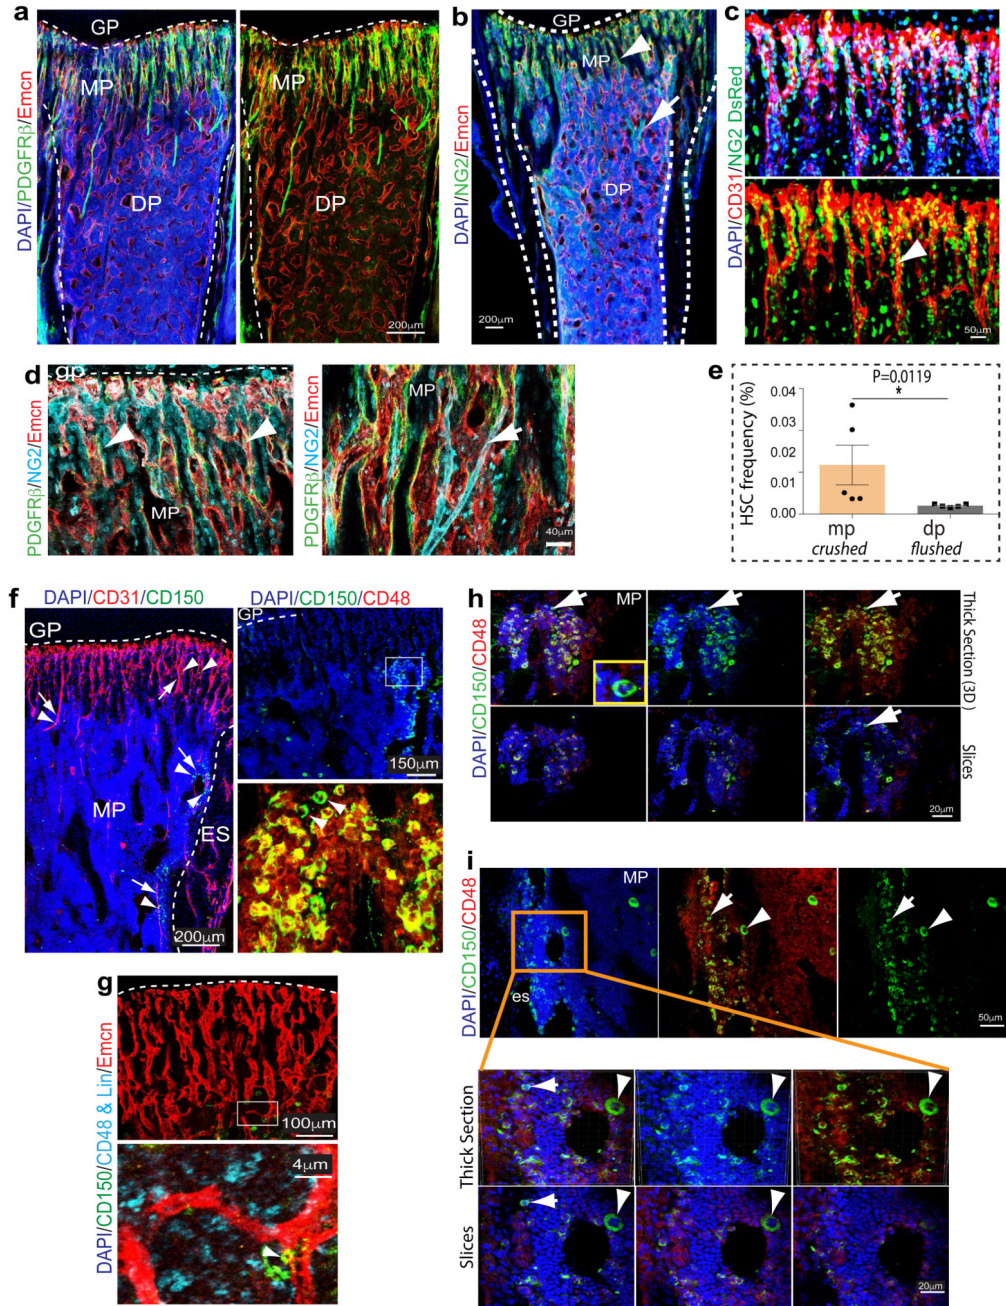 a
GP
MP
MP
DP
DP
200µm
DAPI/PDGFRβ/Emcn
b
GP
MP
DP
200µm
DAPI/NG2/Emcn
c
DAPI/CD31/NG2 DsRed
50µm
d
gp
MP
MP
PDGFRβ/NG2/Emcn
PDGFRβ/NG2/Emcn
40µm
e
P=0.0119
*
HSC frequency (%)
0.04
0.03
0.02
0.01
0.00
mp
dp
crushed
flushed
f
DAPI/CD31/CD150
DAPI/CD150/CD48
GP
GP
MP
ES
200µm
150µm
g
DAPI/CD150/CD48 & Lin/Emcn
100µm
4µm
h
MP
DAPI/CD150/CD48
Thick Section (3D )
Slices
20µm
i
DAPI/CD150/CD48
MP
es
50µm
Thick Section
Slices
20µm